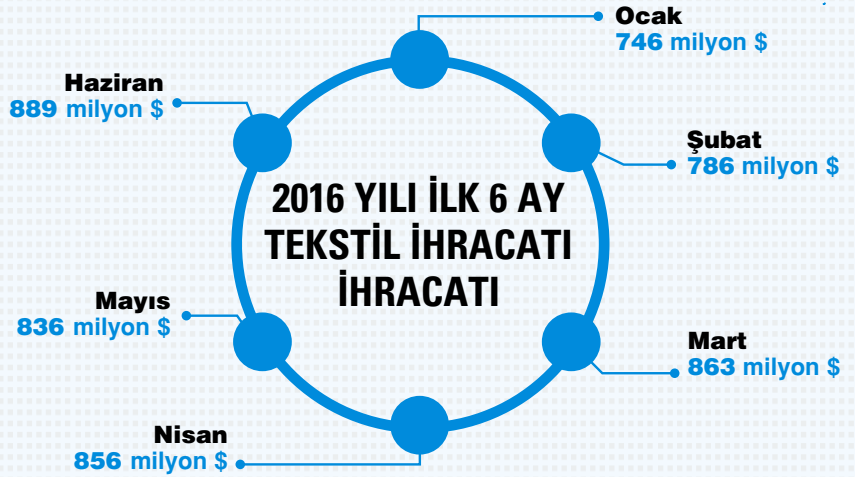 Ocak
746 milyon $
Şubat
786 milyon $
Mart
863 milyon $
Nisan
856 milyon $
Mayıs
836 milyon $
Haziran
889 milyon $
2016 YILI İLK 6 AY
TEKSTİL İHRACATI
İHRACATI